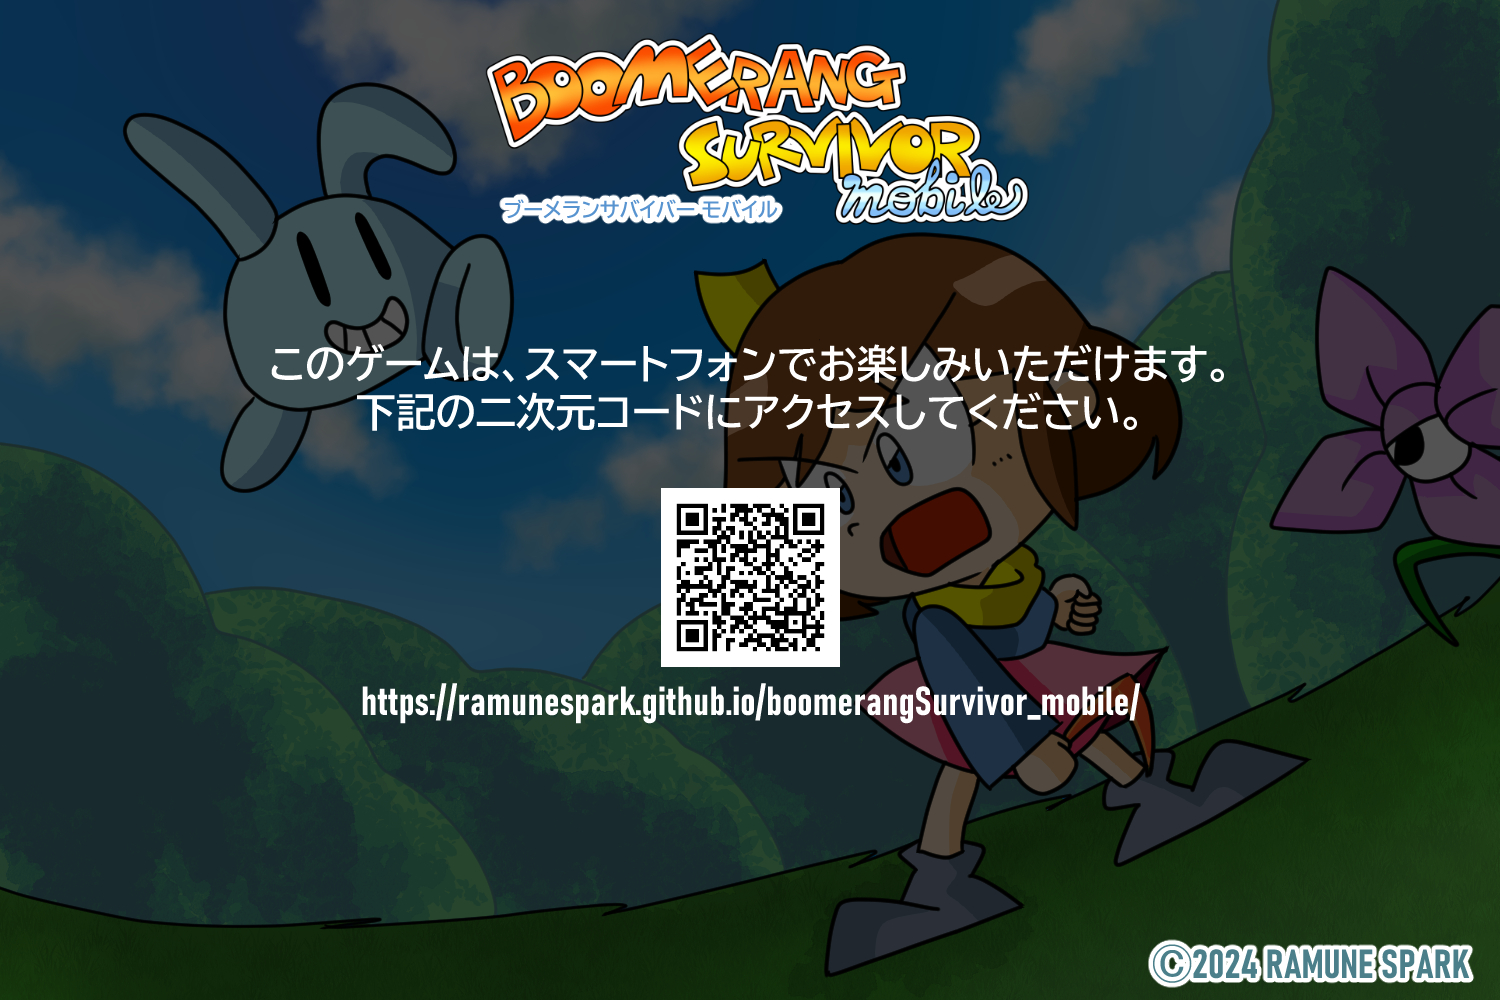 BOOMERANG
SURVIVOR
mobile
ブーメランサバイバー モバイル
このゲームは、スマートフォンでお楽しみいただけます。
下記の二次元コードにアクセスしてください。
https://ramunespark.github.io/boomerangSurvivor_mobile/
©2024 RAMUNE SPARK